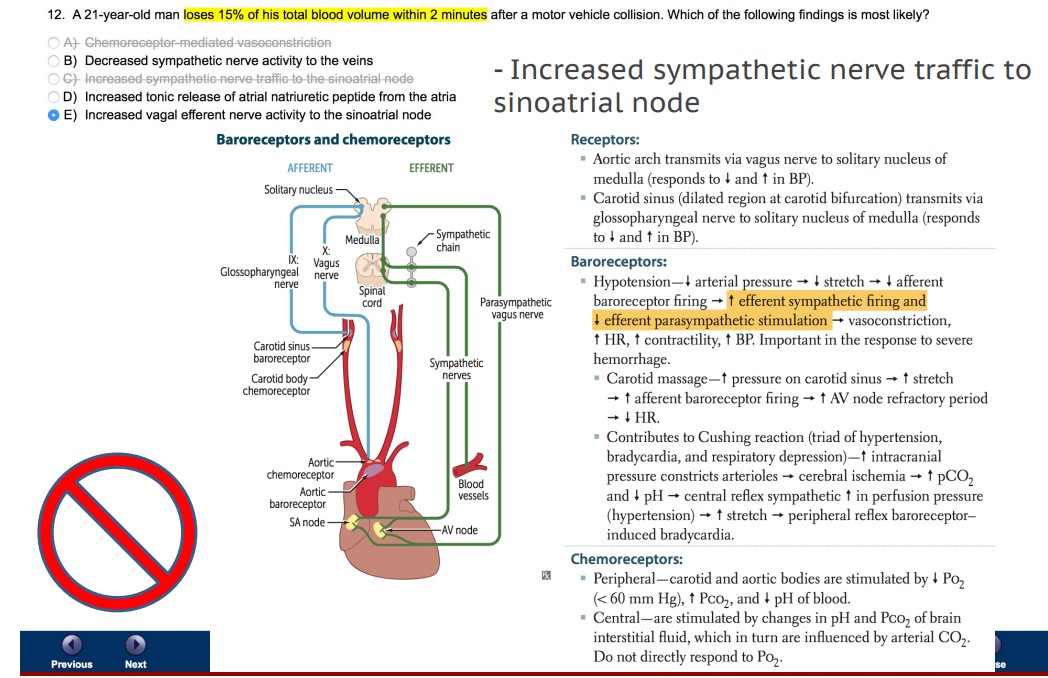 12. A 21-year-old man loses 15% of his total blood volume within 2 minutes after a motor vehicle collision. Which of the following findings is most likely?
A) Chemoreceptor-mediated vasoconstriction
B) Decreased sympathetic nerve activity to the veins
C) Increased sympathetic nerve traffic to the sinoatrial node
D) Increased tonic release of atrial natriuretic peptide from the atria
E) Increased vagal efferent nerve activity to the sinoatrial node
- Increased sympathetic nerve traffic to
sinoatrial node
Baroreceptors and chemoreceptors
AFFERENT
EFFERENT
Solitary nucleus
Medulla
Sympathetic
chain
IX:
Glossopharyngeal
nerve
X:
Vagus
nerve
Spinal
cord
Parasympathetic
vagus nerve
Carotid sinus
baroreceptor
Carotid body
chemoreceptor
Sympathetic
nerves
Aortic
chemoreceptor
Aortic
baroreceptor
SA node
Blood
vessels
AV node
Receptors:
▪ Aortic arch transmits via vagus nerve to solitary nucleus of
medulla (responds to ↓ and ↑ in BP).
▪ Carotid sinus (dilated region at carotid bifurcation) transmits via
glossopharyngeal nerve to solitary nucleus of medulla (responds
to ↓ and ↑ in BP).
Baroreceptors:
▪ Hypotension—↓ arterial pressure → ↓ stretch → ↓ afferent
baroreceptor firing → ↑ efferent sympathetic firing and
↓ efferent parasympathetic stimulation → vasoconstriction,
↑ HR, ↑ contractility, ↑ BP. Important in the response to severe
hemorrhage.
▪ Carotid massage—↑ pressure on carotid sinus → ↑ stretch
→ ↑ afferent baroreceptor firing → ↑ AV node refractory period
→ ↓ HR.
▪ Contributes to Cushing reaction (triad of hypertension,
bradycardia, and respiratory depression)—↑ intracranial
pressure constricts arterioles → cerebral ischemia → ↑ pCO₂
and ↓ pH → central reflex sympathetic ↑ in perfusion pressure
(hypertension) → ↑ stretch → peripheral reflex baroreceptor–
induced bradycardia.
Chemoreceptors:
▪ Peripheral—carotid and aortic bodies are stimulated by ↓ Po₂
(< 60 mm Hg), ↑ Pco₂, and ↓ pH of blood.
▪ Central—are stimulated by changes in pH and Pco₂ of brain
interstitial fluid, which in turn are influenced by arterial CO₂.
Do not directly respond to Po₂.
Previous
Next
se